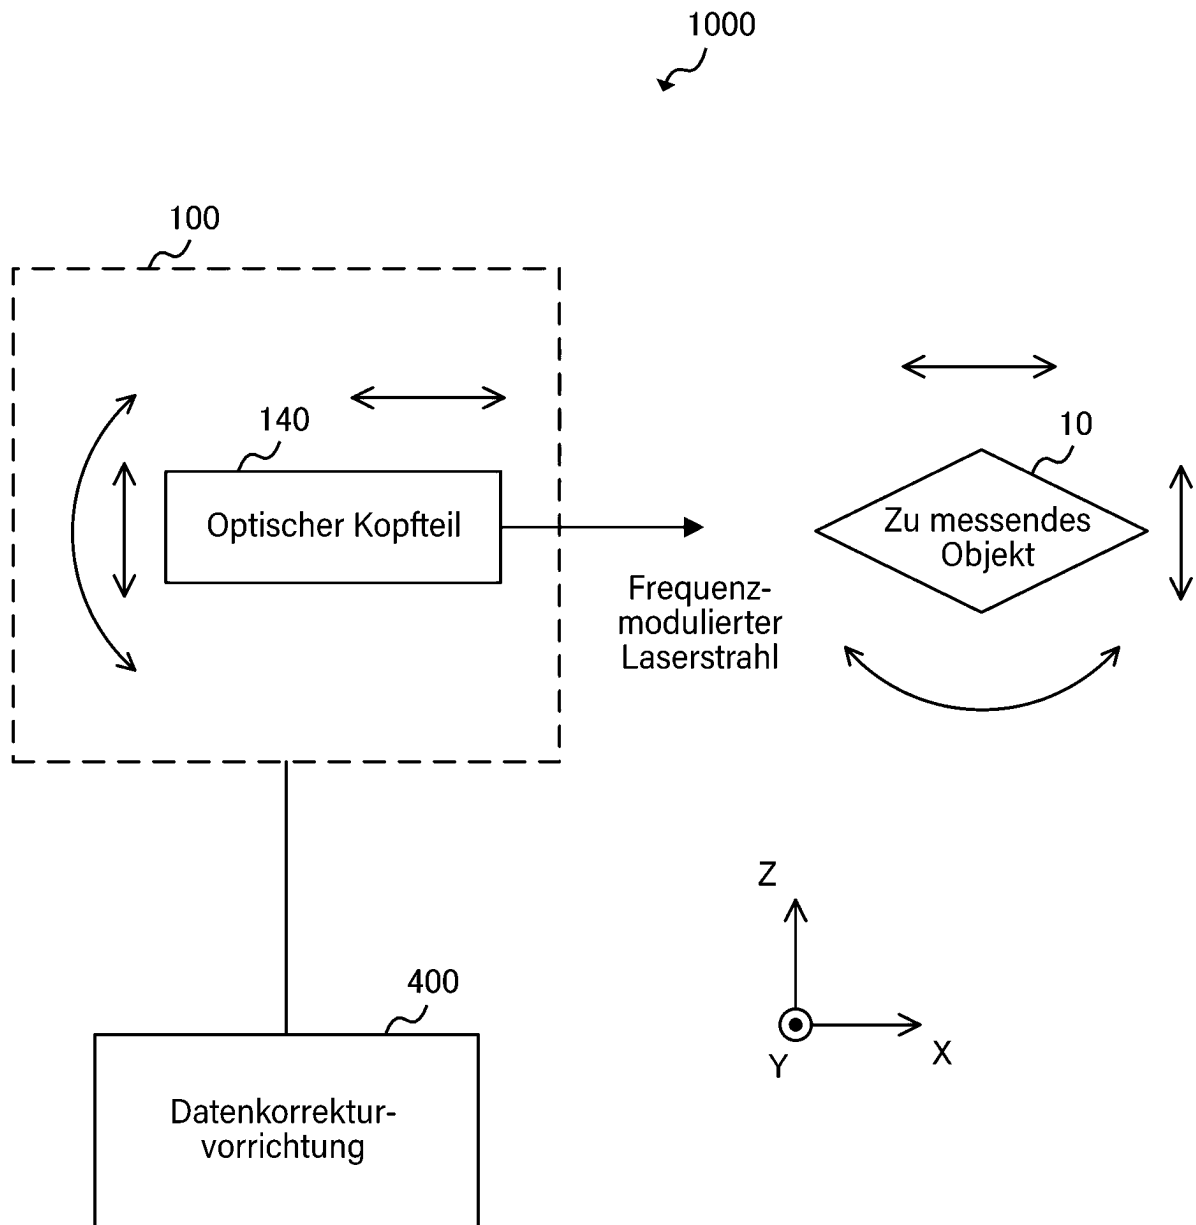 1000
100
140
10
Optischer Kopfteil
Zu messendes
Objekt
Frequenz-
modulierter
Laserstrahl
Z
400
Y
X
Datenkorrektur-
vorrichtung